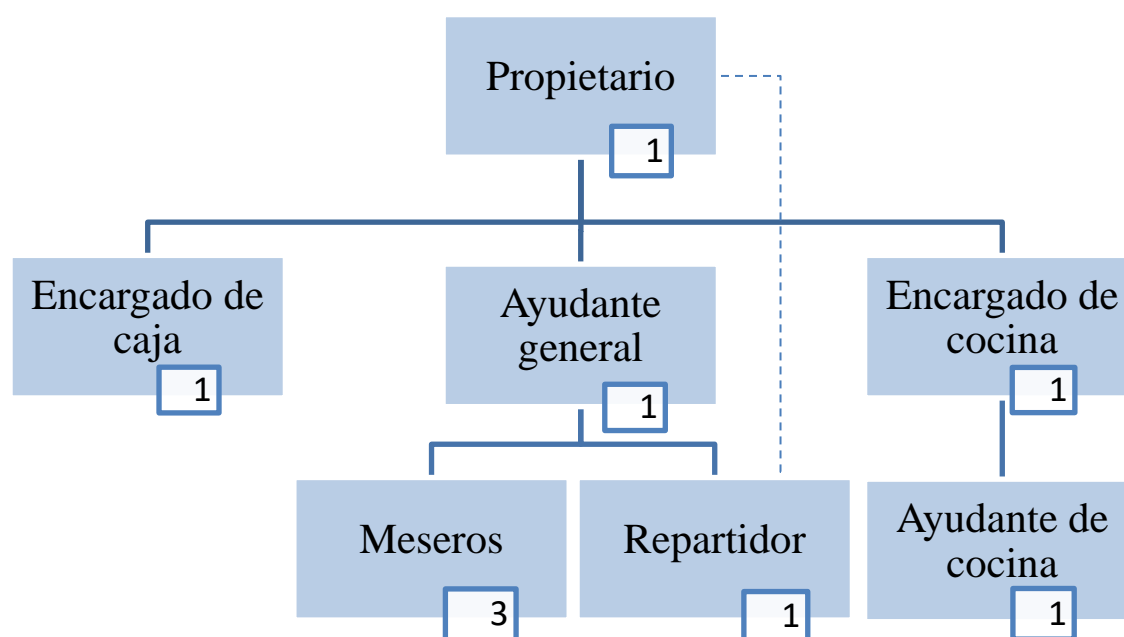 Propietario
1
Encargado de
caja
1
Ayudante
general
1
Encargado de
cocina
1
Meseros
3
Repartidor
1
Ayudante de
cocina
1